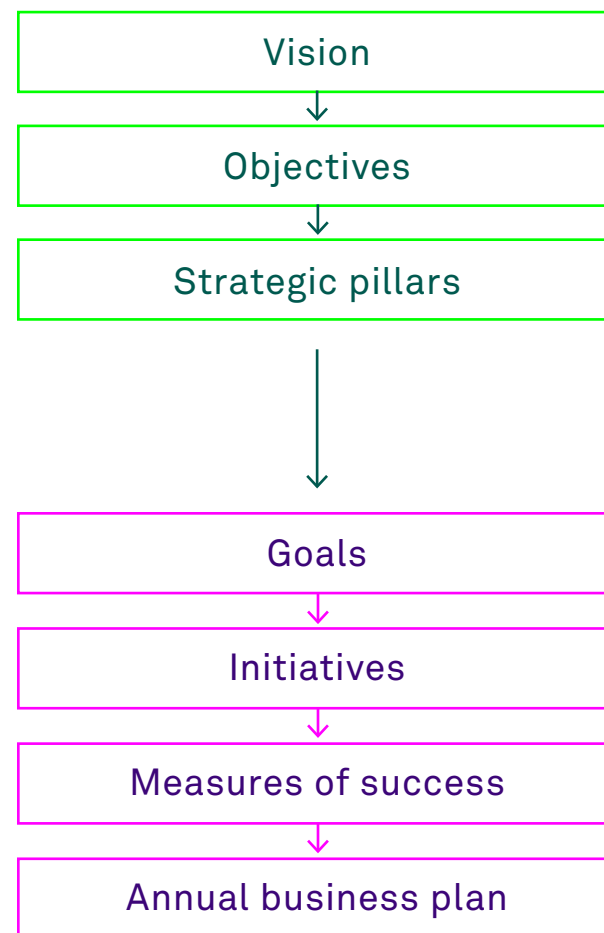 Vision
Objectives
Strategic pillars
Goals
Initiatives
Measures of success
Annual business plan